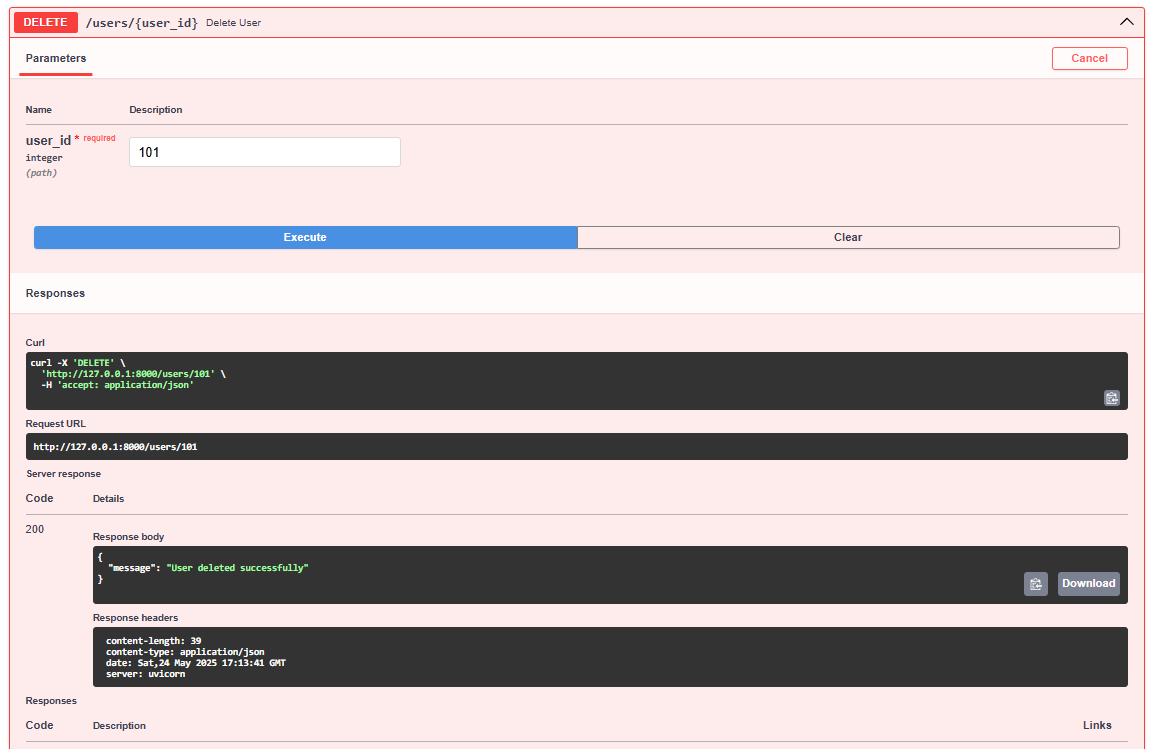 DELETE /users/{user_id} Delete User
Parameters
Cancel
Name Description
user_id * required
integer
(path)
101
Execute Clear
Responses
Curl
curl -X 'DELETE' \
'http://127.0.0.1:8000/users/101' \
-H 'accept: application/json'
Request URL
http://127.0.0.1:8000/users/101
Server response
Code Details
200
Response body
{
"message": "User deleted successfully"
}
Download
Response headers
content-length: 39
content-type: application/json
date: Sat,24 May 2025 17:13:41 GMT
server: uvicorn
Responses
Code Description Links